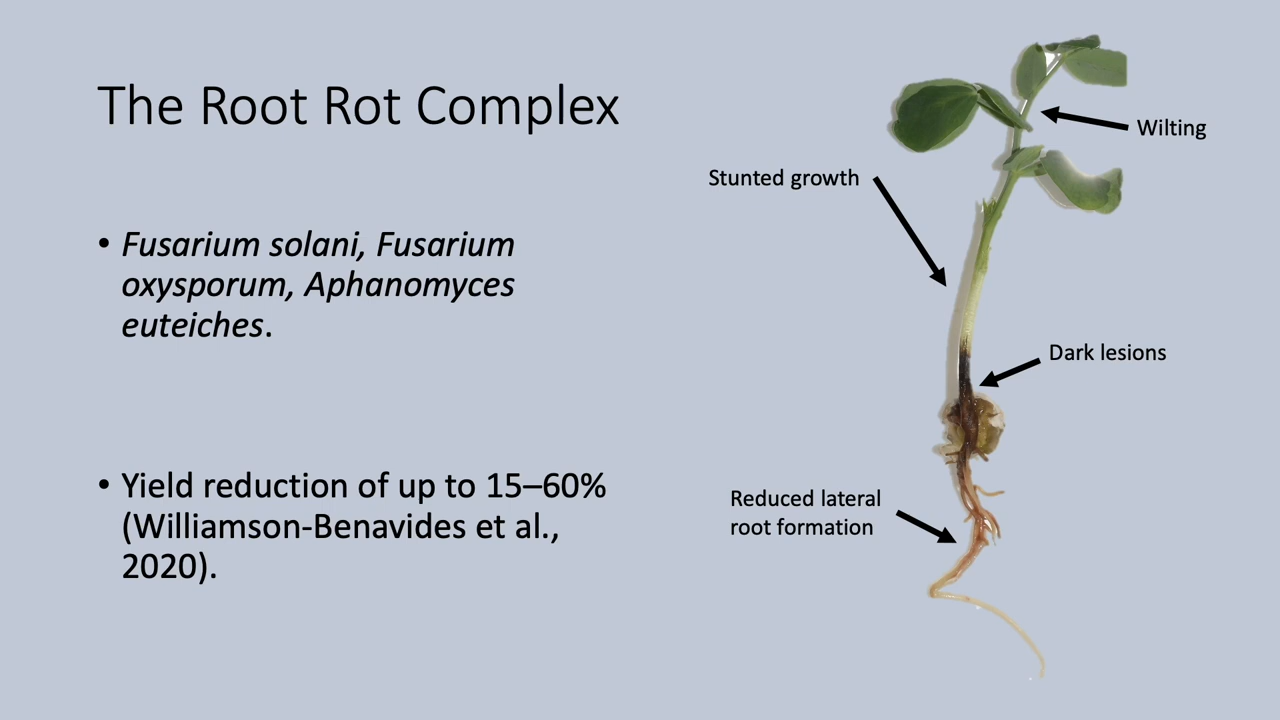 The Root Rot Complex
• Fusarium solani, Fusarium
oxysporum, Aphanomyces
euteiches.
• Yield reduction of up to 15–60%
(Williamson-Benavides et al.,
2020).
Wilting
Stunted growth
Dark lesions
Reduced lateral
root formation